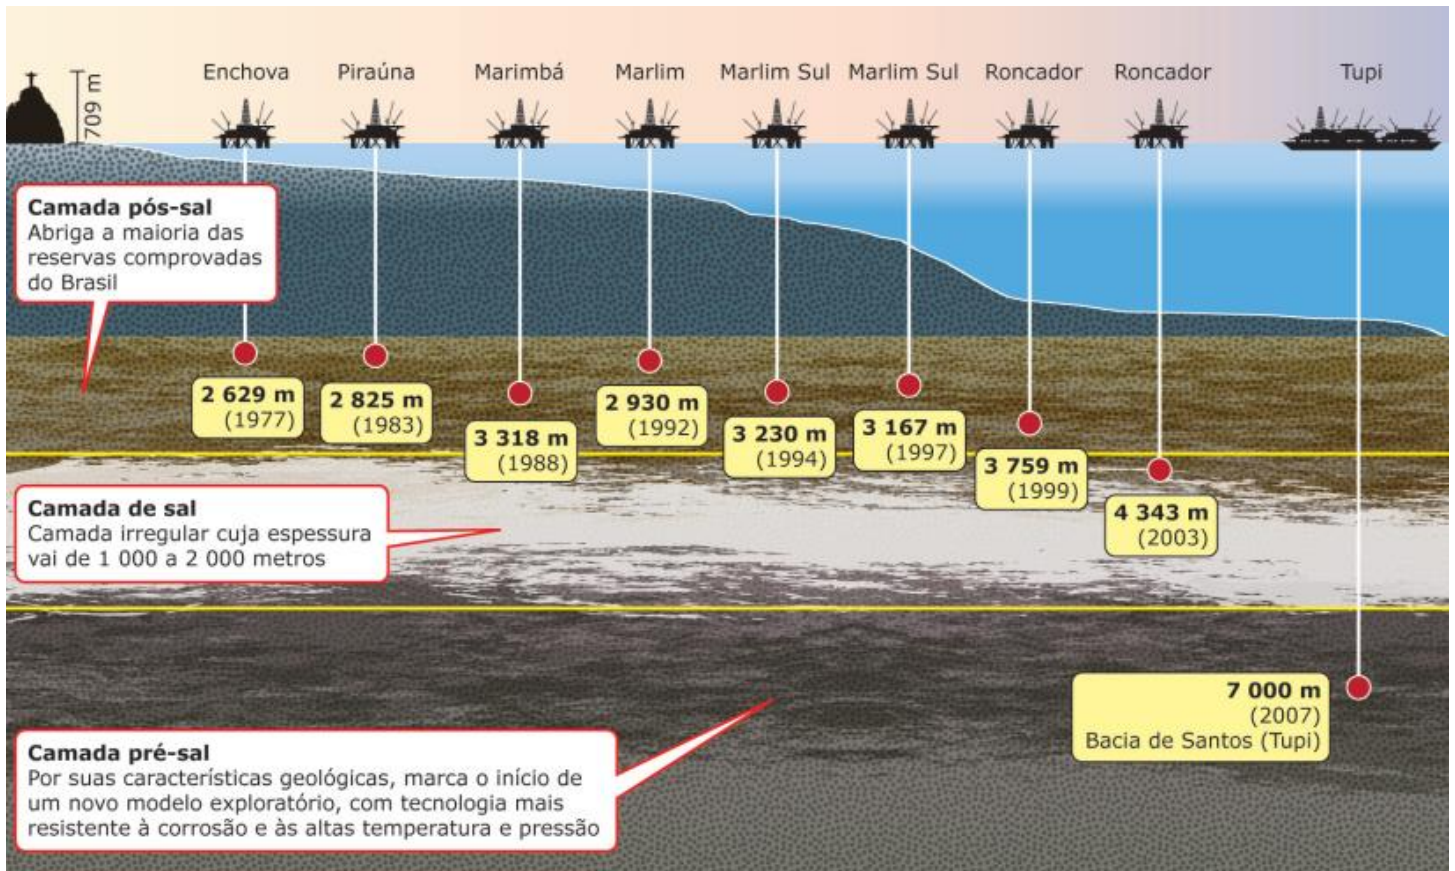 Enchova
Piraúna
Marimbá
Marlim
Marlim Sul
Marlim Sul
Roncador
Roncador
Tupi
709 m
Camada pós-sal
Abriga a maioria das
reservas comprovadas
do Brasil
2 629 m
(1977)
2 825 m
(1983)
3 318 m
(1988)
2 930 m
(1992)
3 230 m
(1994)
3 167 m
(1997)
3 759 m
(1999)
4 343 m
(2003)
Camada de sal
Camada irregular cuja espessura
vai de 1 000 a 2 000 metros
7 000 m
(2007)
Bacia de Santos (Tupi)
Camada pré-sal
Por suas características geológicas, marca o início de
um novo modelo exploratório, com tecnologia mais
resistente à corrosão e às altas temperatura e pressão